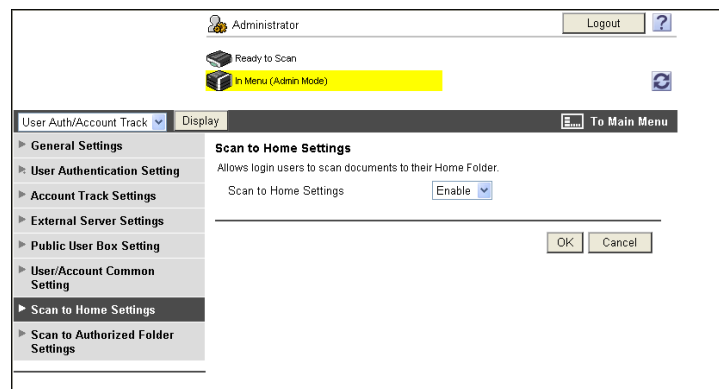 Administrator
Logout
?
Ready to Scan
In Menu (Admin Mode)
User Auth/Account Track
Display
To Main Menu
General Settings
User Authentication Setting
Account Track Settings
External Server Settings
Public User Box Setting
User/Account Common
Setting
Scan to Home Settings
Scan to Authorized Folder
Settings
Scan to Home Settings
Allows login users to scan documents to their Home Folder.
Scan to Home Settings
Enable
OK
Cancel